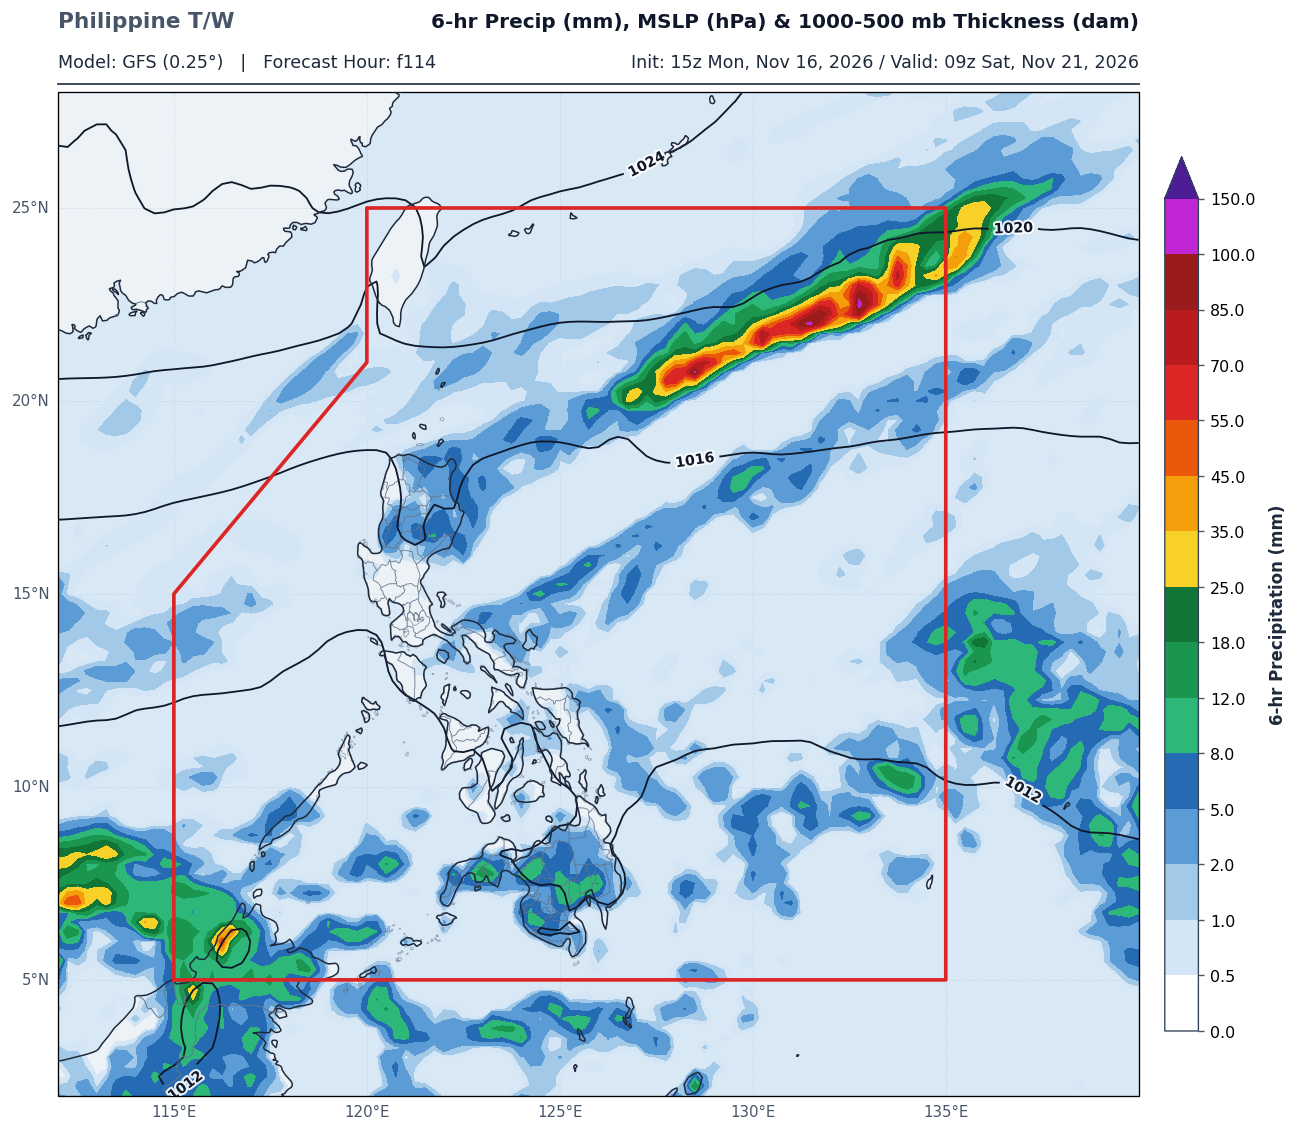 Philippine T/W
6-hr Precip (mm), MSLP (hPa) & 1000-500 mb Thickness (dam)
Model: GFS (0.25°) | Forecast Hour: f114
Init: 15z Mon, Nov 16, 2026 / Valid: 09z Sat, Nov 21, 2026
1024
1020
1016
1012
1012
25°N
20°N
15°N
10°N
5°N
115°E
120°E
125°E
130°E
135°E
150.0
100.0
85.0
70.0
55.0
45.0
35.0
25.0
18.0
12.0
8.0
5.0
2.0
1.0
0.5
0.0
6-hr Precipitation (mm)